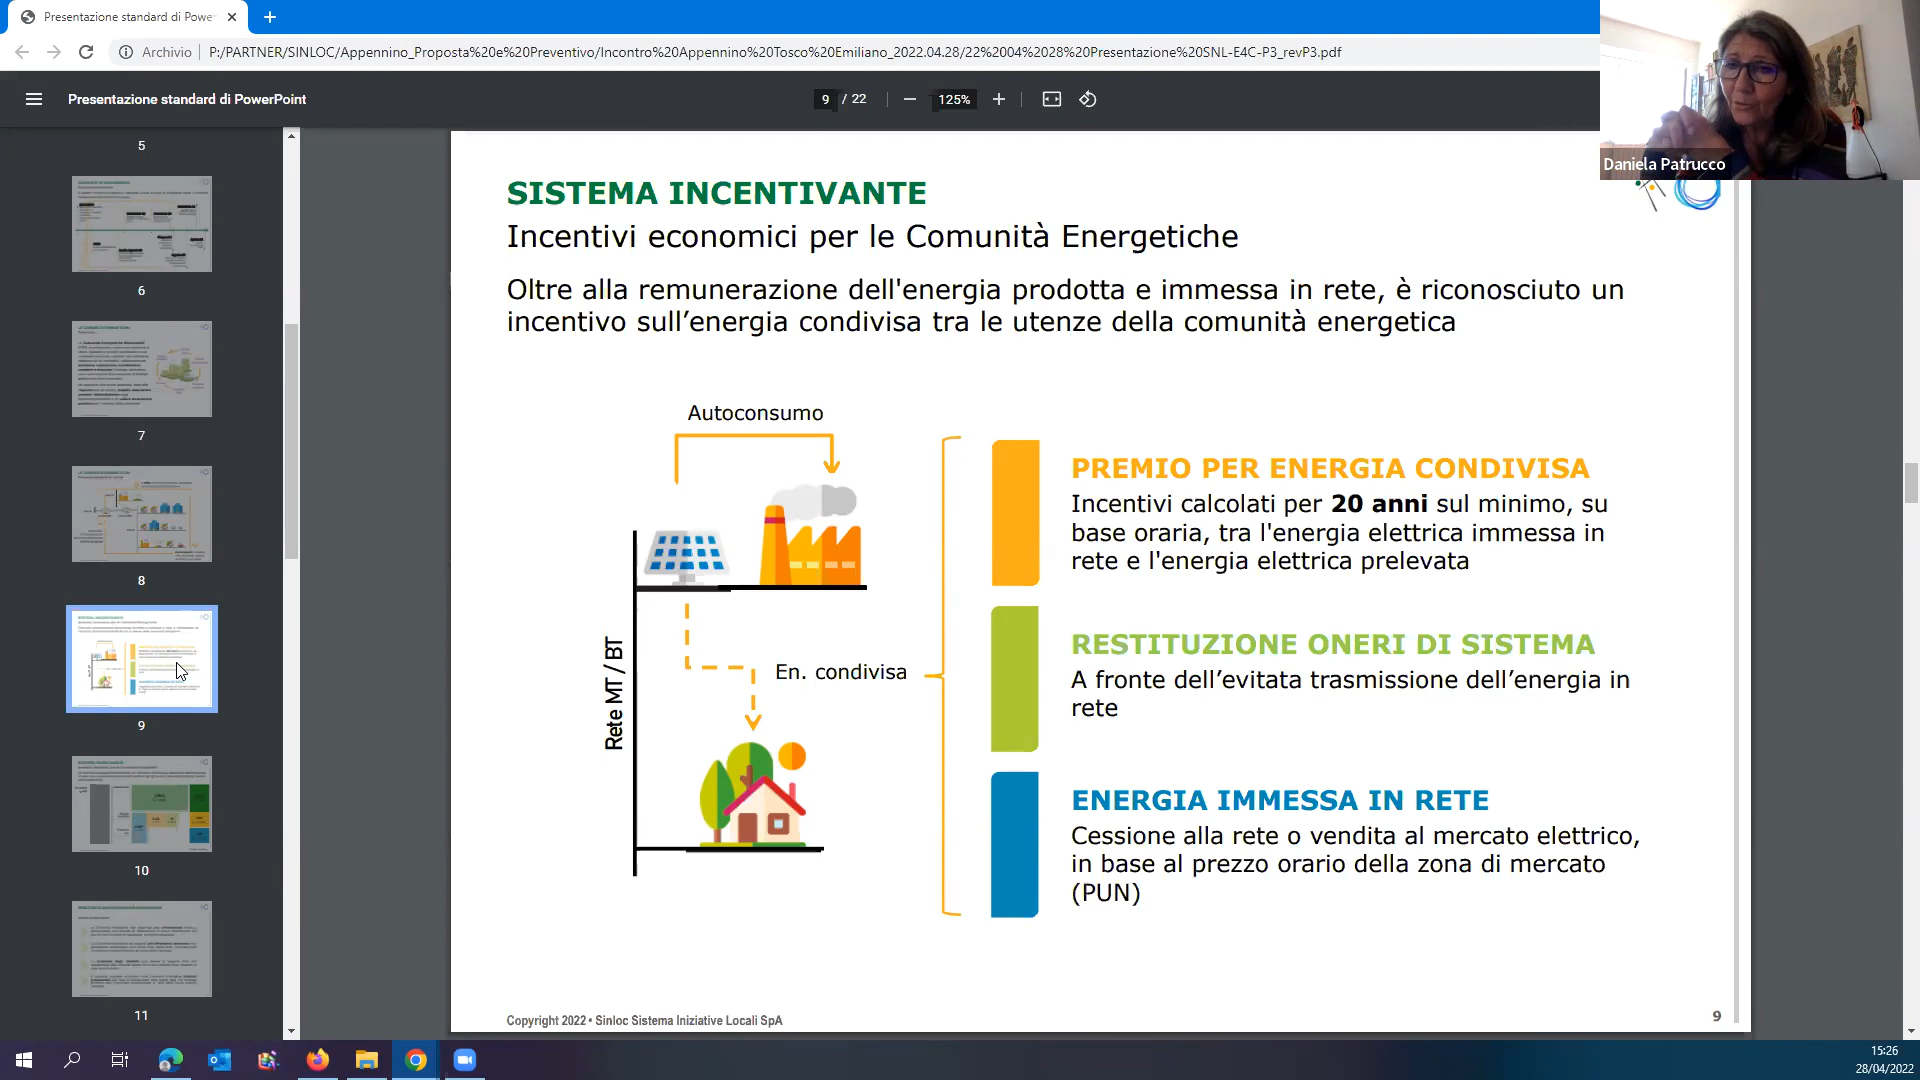 Presentazione standard di Powe
Archivio
P:/PARTNER/SINLOC/Appennino_Proposta%20e%20Preventivo/Incontro%20Appennino%20Tosco%20Emiliano_2022.04.28/22%2004%2028%20Presentazione%20SNL-E4C-P3_revP3.pdf
Presentazione standard di PowerPoint
9 / 22
125%
Daniela Patrucco
5
6
7
8
9
10
11
SISTEMA INCENTIVANTE
Incentivi economici per le Comunità Energetiche
Oltre alla remunerazione dell'energia prodotta e immessa in rete, è riconosciuto un
incentivo sull’energia condivisa tra le utenze della comunità energetica
Autoconsumo
Rete MT / BT
En. condivisa
PREMIO PER ENERGIA CONDIVISA
Incentivi calcolati per 20 anni sul minimo, su
base oraria, tra l'energia elettrica immessa in
rete e l'energia elettrica prelevata
RESTITUZIONE ONERI DI SISTEMA
A fronte dell’evitata trasmissione dell’energia in
rete
ENERGIA IMMESSA IN RETE
Cessione alla rete o vendita al mercato elettrico,
in base al prezzo orario della zona di mercato
(PUN)
Copyright 2022 • Sinloc Sistema Iniziative Locali SpA
9
15:26
28/04/2022